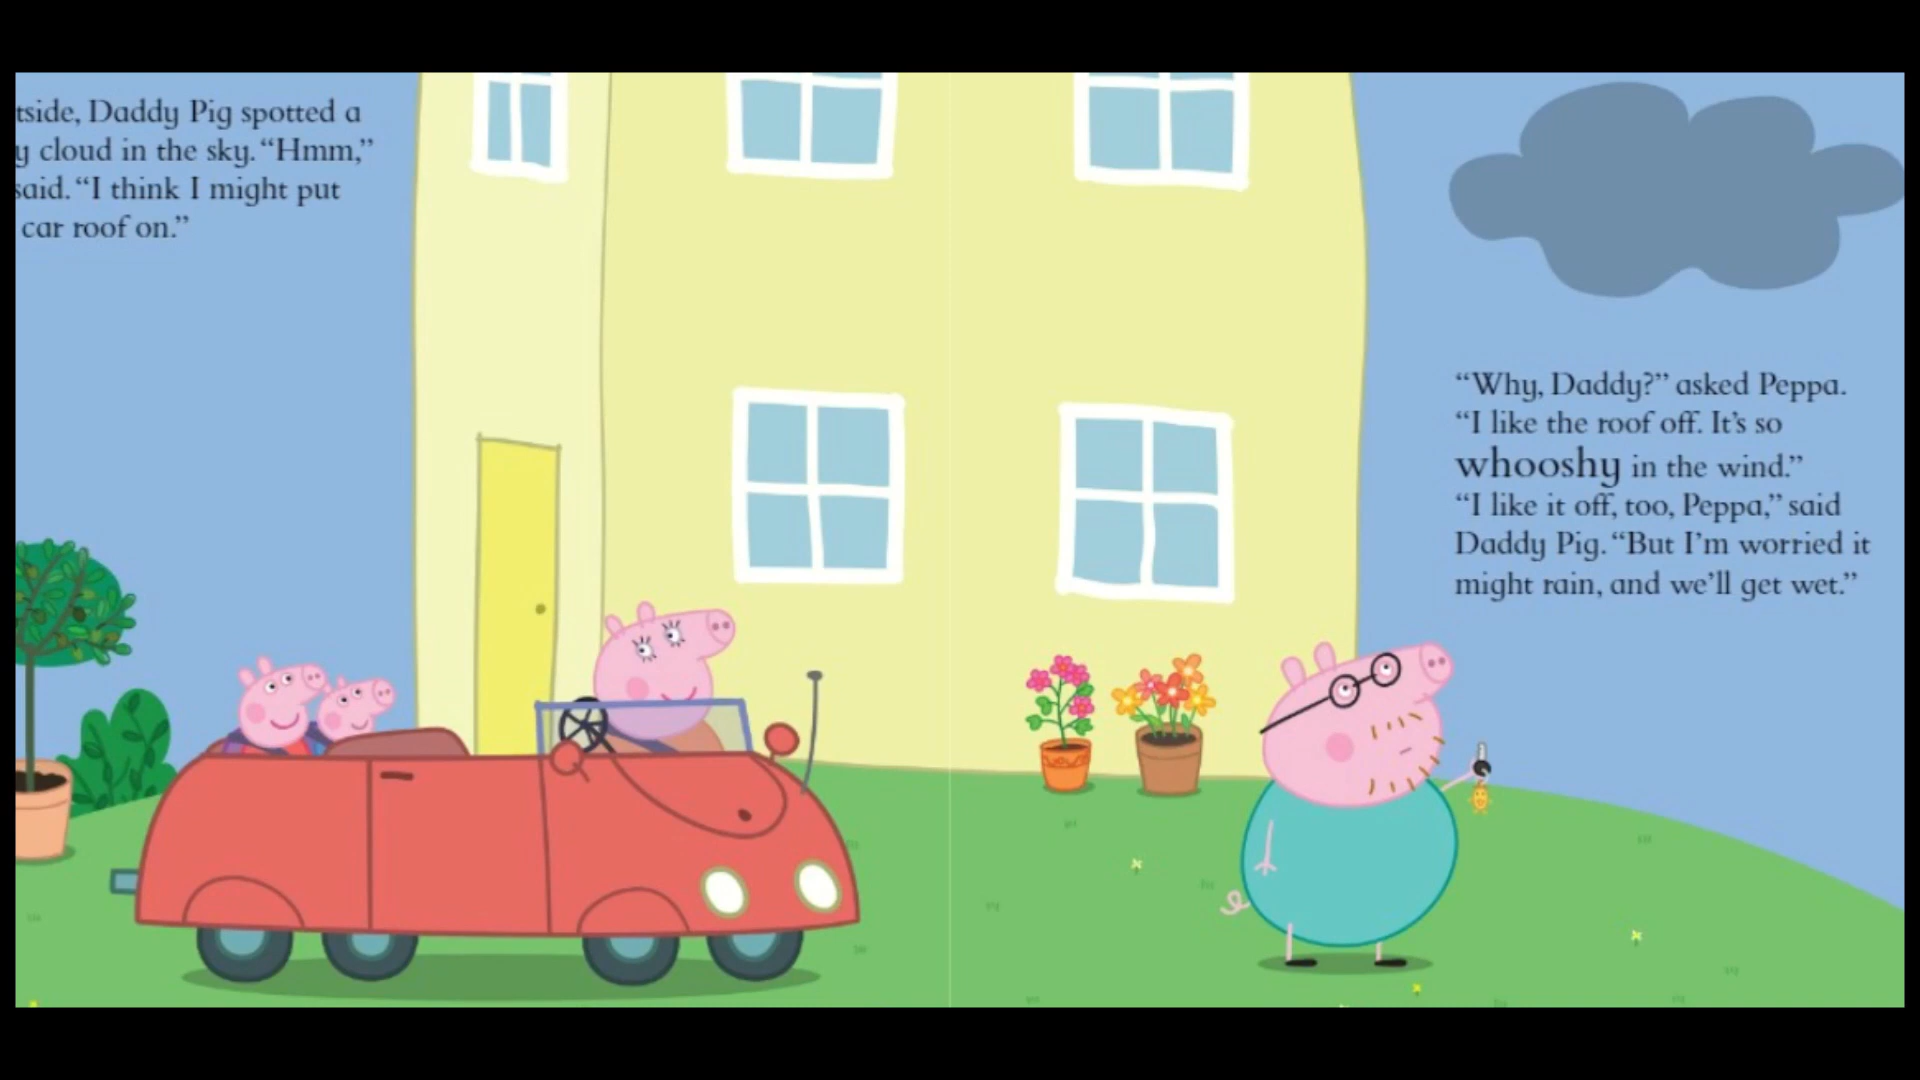 tside, Daddy Pig spotted a
y cloud in the sky. “Hmm,”
said. “I think I might put
car roof on.”
“Why, Daddy?” asked Peppa.
“I like the roof off. It’s so
whooshy in the wind.”
“I like it off, too, Peppa,” said
Daddy Pig. “But I’m worried it
might rain, and we’ll get wet.”